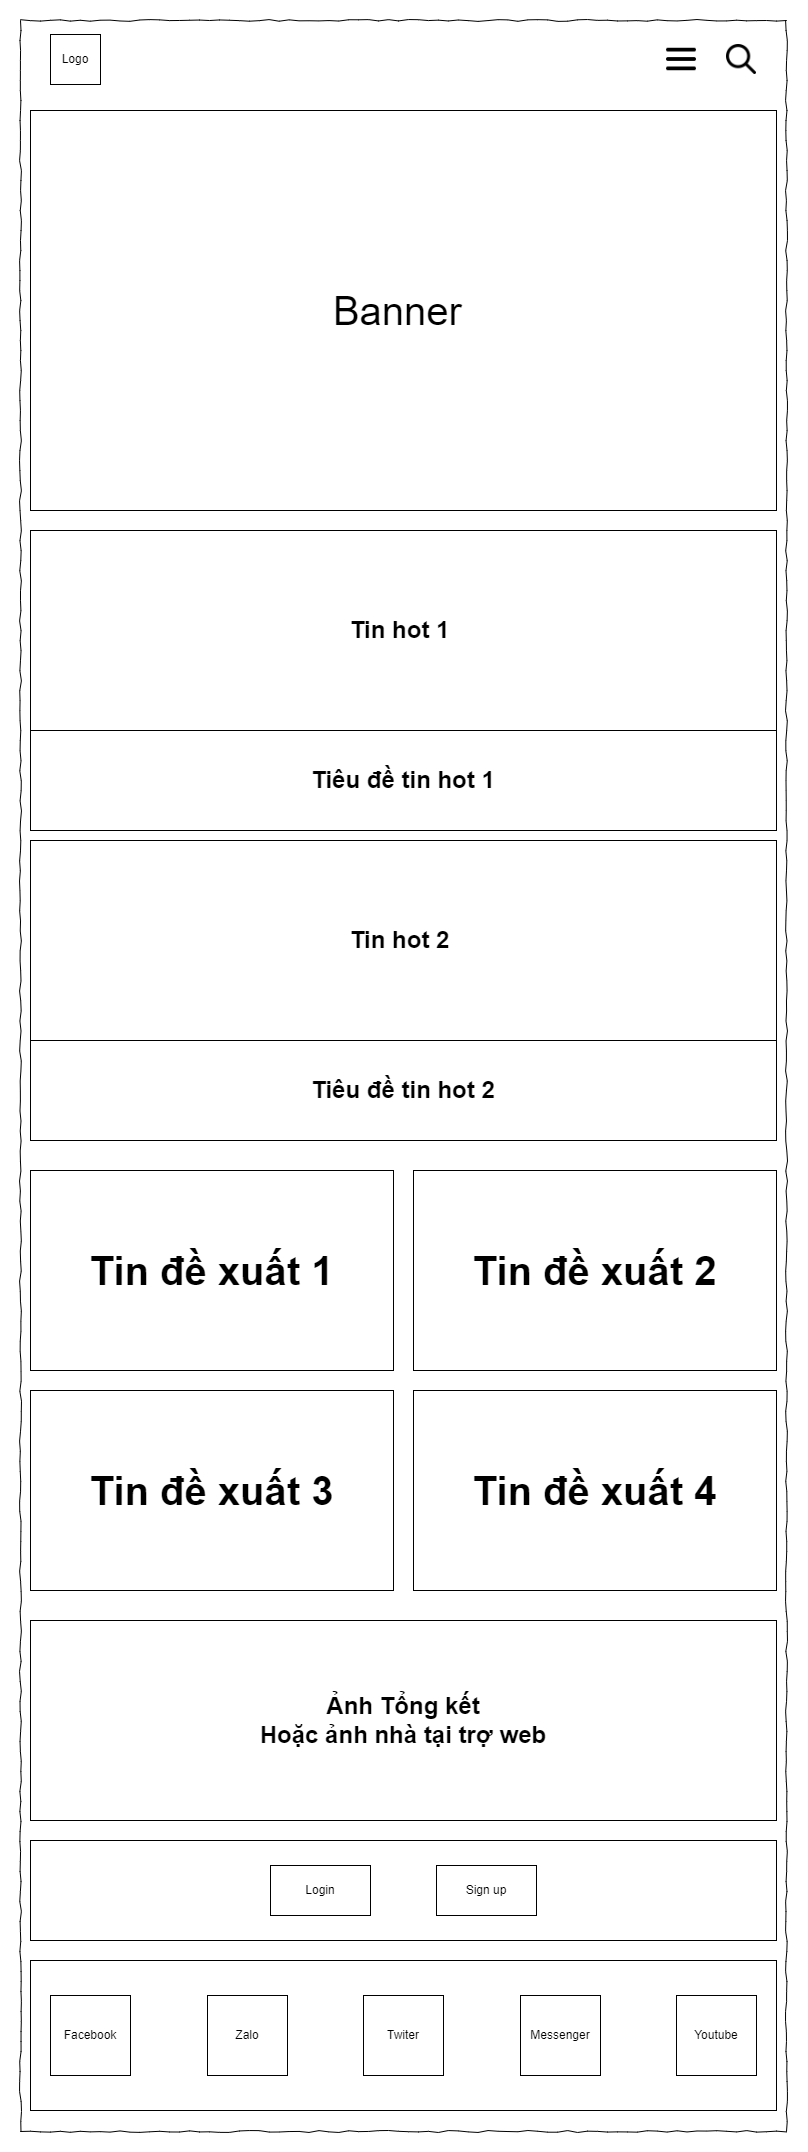 Logo
Banner
Tin hot 1
Tiêu đề tin hot 1
Tin hot 2
Tiêu đề tin hot 2
Tin đề xuất 1
Tin đề xuất 2
Tin đề xuất 3
Tin đề xuất 4
Ảnh Tổng kết
Hoặc ảnh nhà tại trợ web
Login
Sign up
Facebook
Zalo
Twiter
Messenger
Youtube